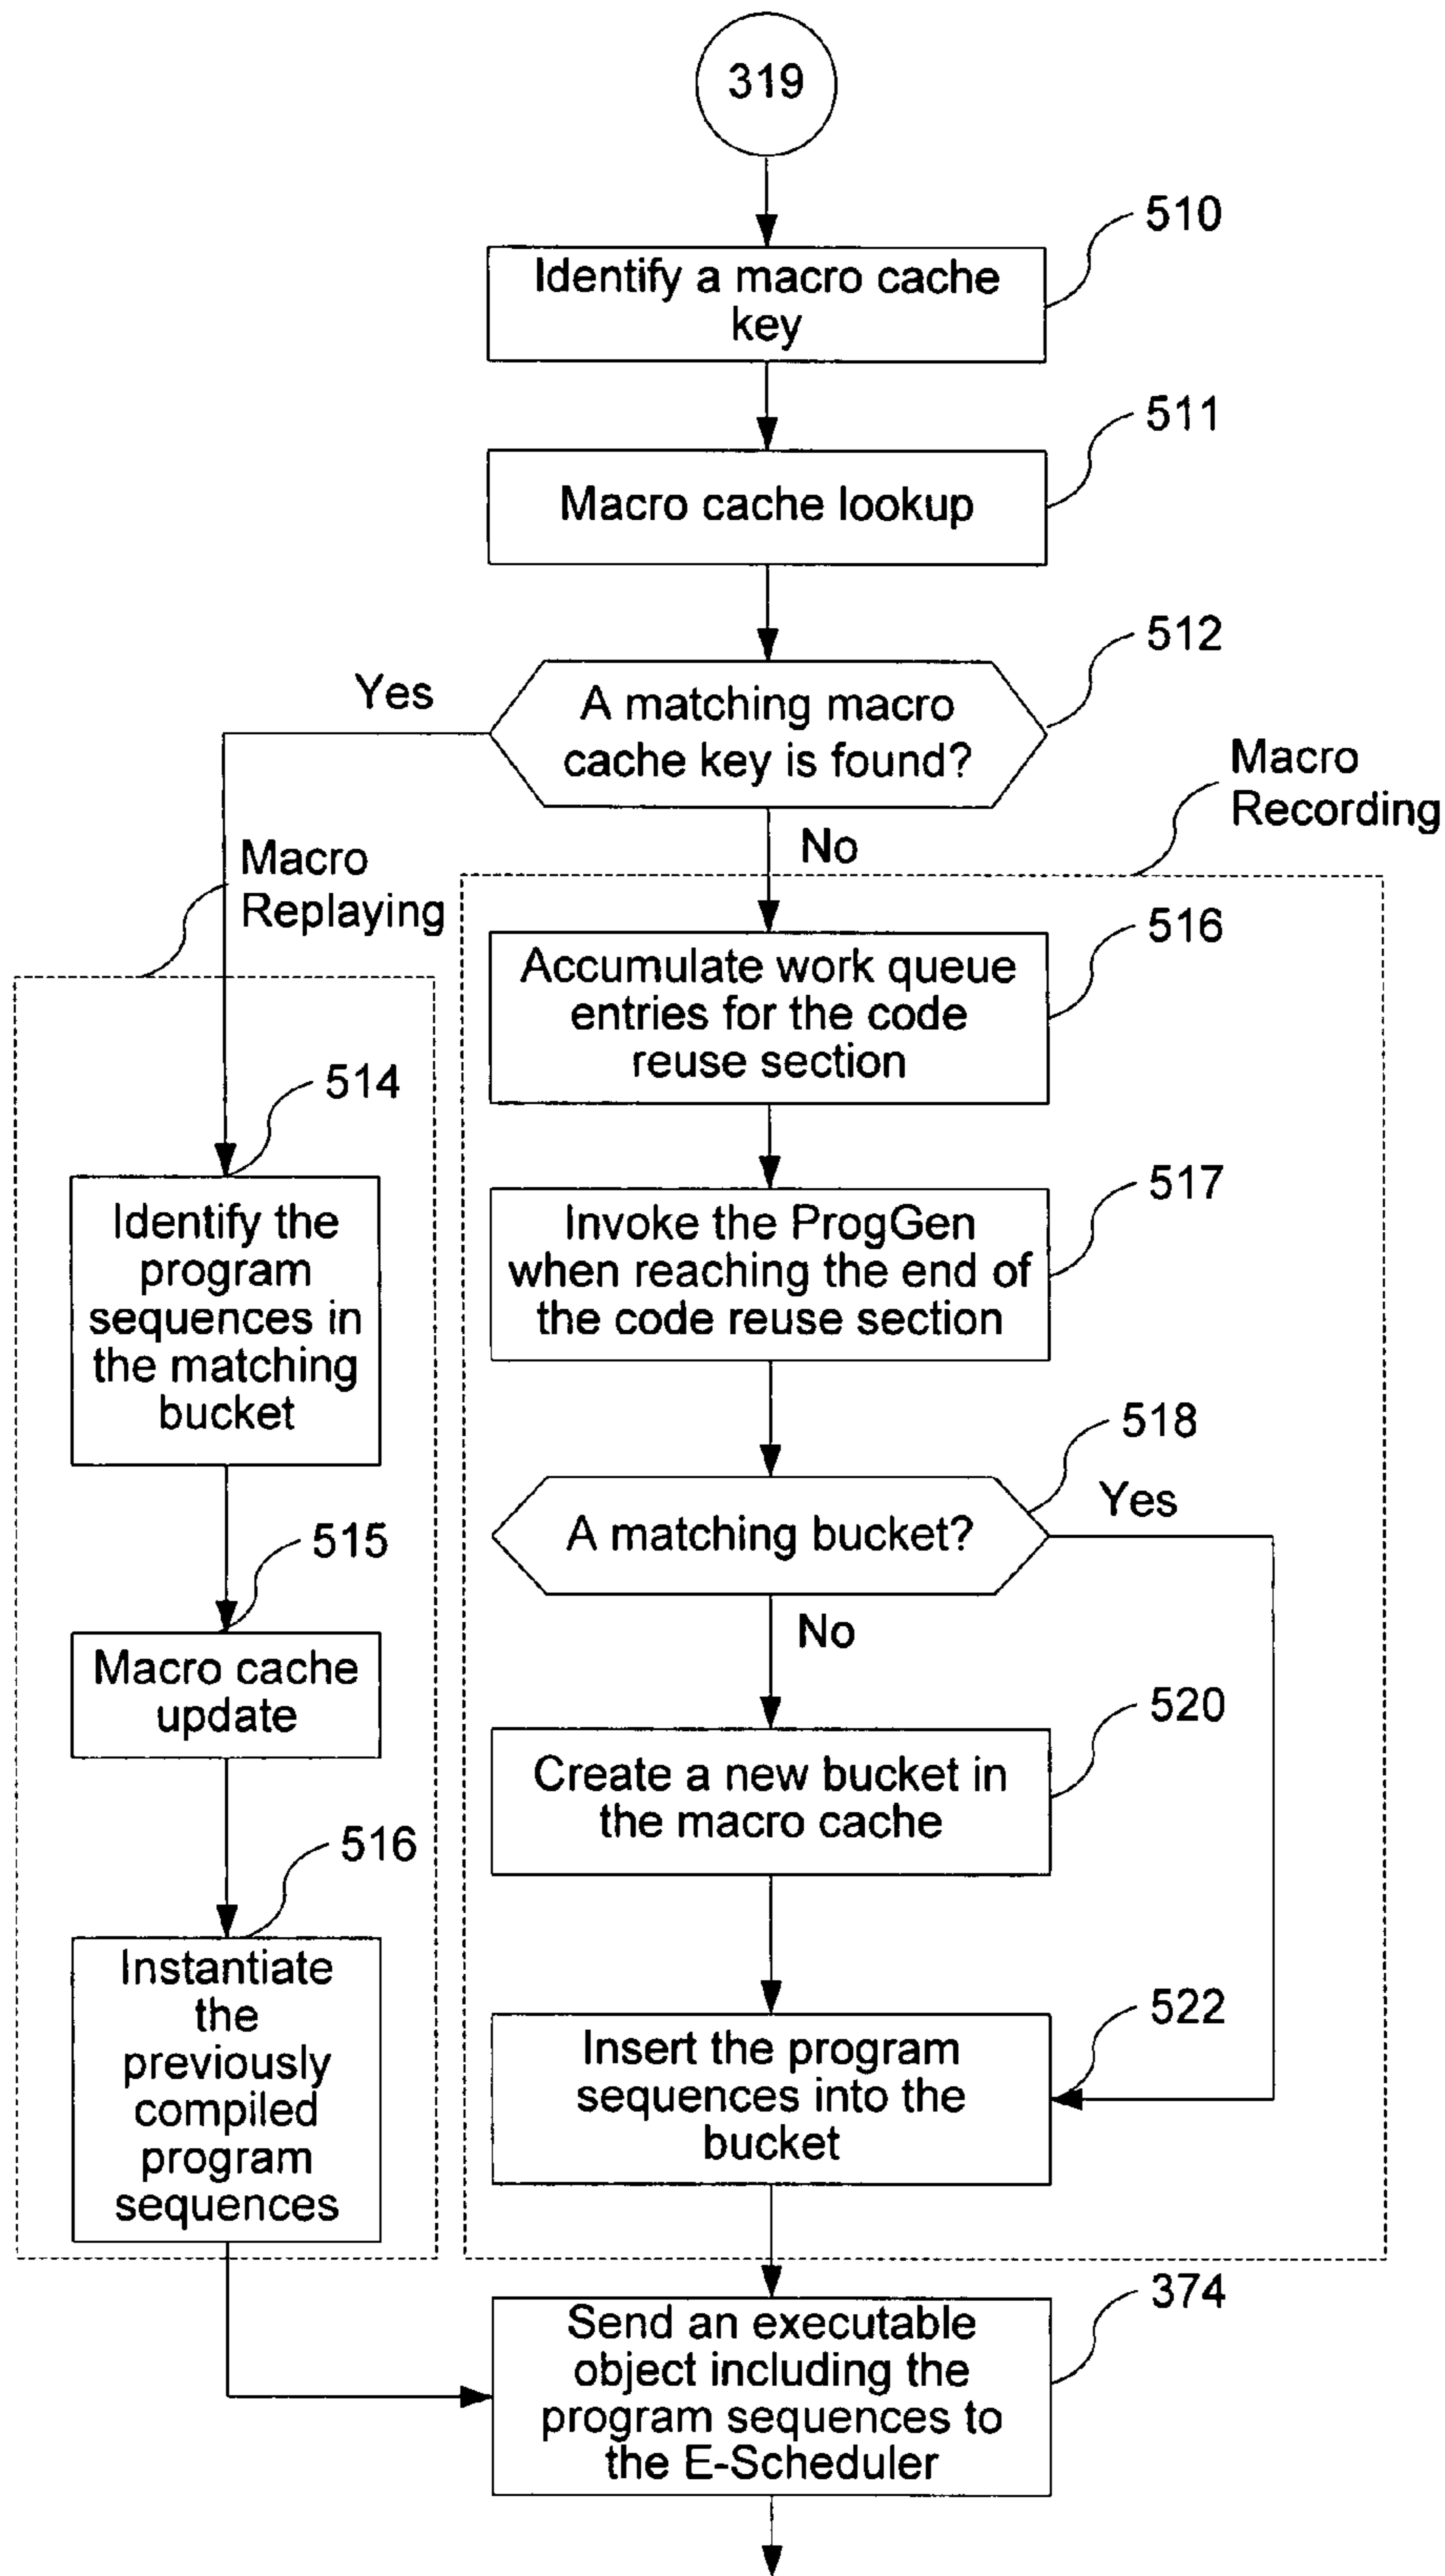 319
510
Identify a macro cache
key
511
Macro cache lookup
512
Yes
A matching macro
cache key is found?
Macro
Recording
No
Macro
Replaying
516
Accumulate work queue
entries for the code
reuse section
514
517
Identify the
program
sequences in
the matching
bucket
Invoke the ProgGen
when reaching the end of
the code reuse section
518
Yes
A matching bucket?
515
No
Macro cache
update
520
Create a new bucket in
the macro cache
516
Instantiate
the
previously
compiled
program
sequences
522
Insert the program
sequences into the
bucket
374
Send an executable
object including the
program sequences to
the E-Scheduler